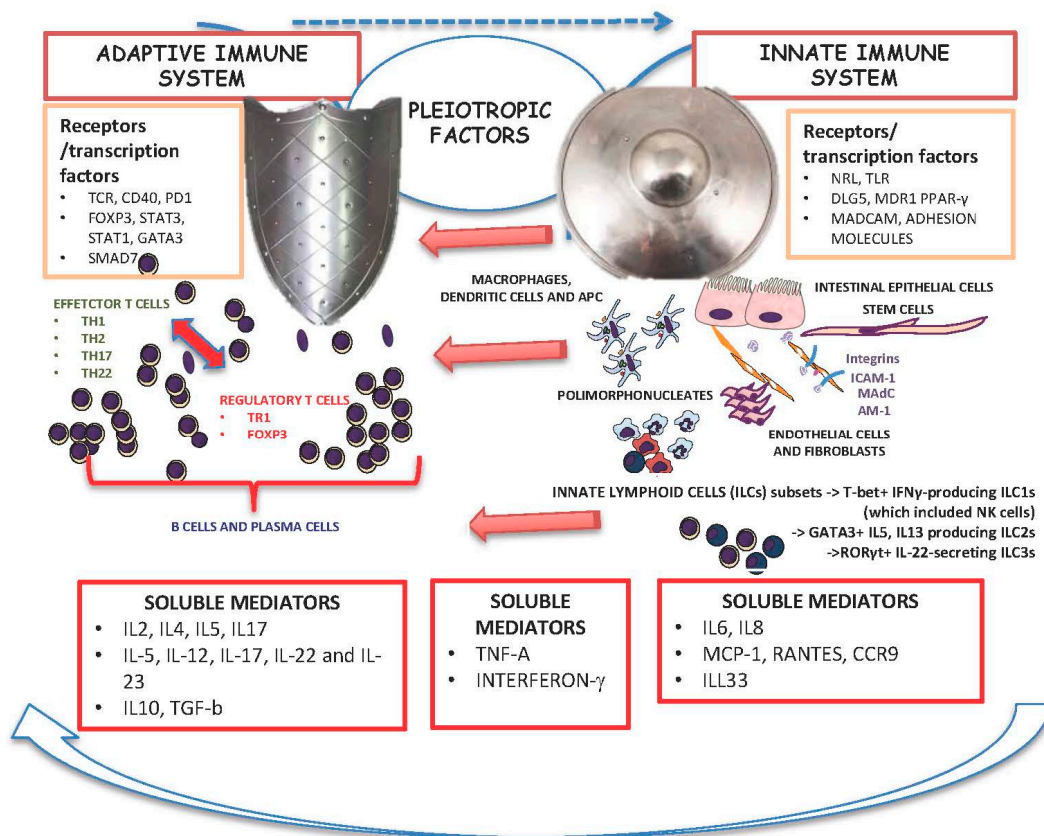 ADAPTIVE IMMUNE
SYSTEM
PLEIOTROPIC
FACTORS
INNATE IMMUNE
SYSTEM
Receptors
/transcription
factors
• TCR, CD40, PD1
• FOXP3, STAT3,
STAT1, GATA3
• SMAD7
Receptors/
transcription factors
• NRL, TLR
• DLG5, MDR1 PPAR-γ
• MADCAM, ADHESION
MOLECULES
EFFETCTOR T CELLS
• TH1
• TH2
• TH17
• TH22
REGULATORY T CELLS
• TR1
• FOXP3
B CELLS AND PLASMA CELLS
MACROPHAGES,
DENDRITIC CELLS AND APC
POLIMORPHONUCLEATES
INTESTINAL EPITHELIAL CELLS
STEM CELLS
Integrins
ICAM-1
MAdC
AM-1
ENDOTHELIAL CELLS
AND FIBROBLASTS
INNATE LYMPHOID CELLS (ILCs) subsets -> T-bet+ IFNγ-producing ILC1s
(which included NK cells)
-> GATA3+ IL5, IL13 producing ILC2s
->RORyt+ IL-22-secreting ILC3s
SOLUBLE MEDIATORS
• IL2, IL4, IL5, IL17
• IL-5, IL-12, IL-17, IL-22 and IL-
23
• IL10, TGF-b
SOLUBLE
MEDIATORS
• TNF-A
• INTERFERON-γ
SOLUBLE MEDIATORS
• IL6, IL8
• MCP-1, RANTES, CCR9
• ILL33